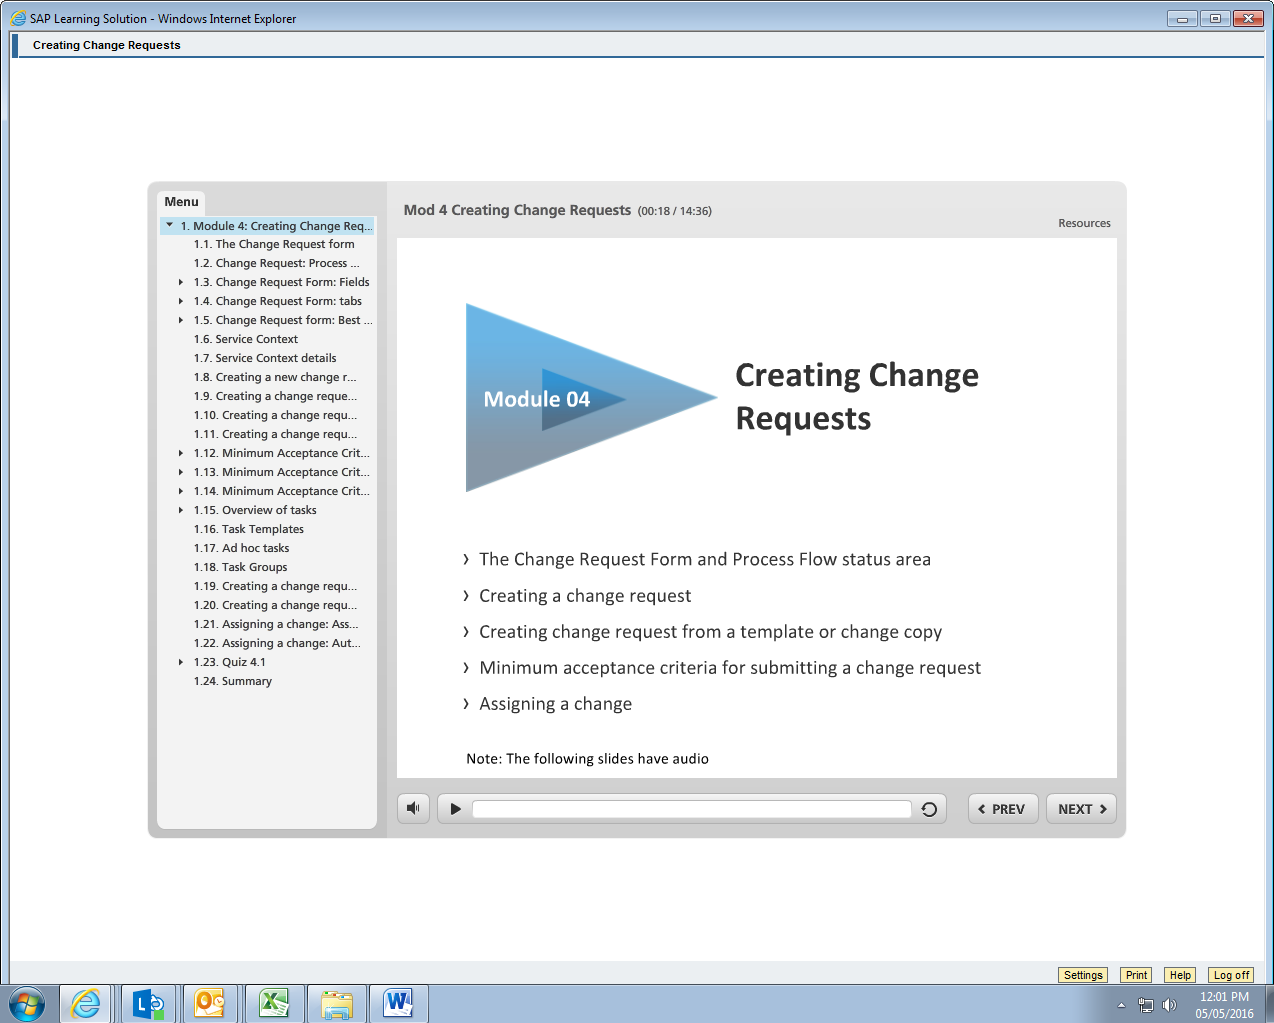 SAP Learning Solution - Windows Internet Explorer
Creating Change Requests
Menu
1. Module 4: Creating Change Req...
1.1. The Change Request form
1.2. Change Request: Process ...
1.3. Change Request Form: Fields
1.4. Change Request Form: tabs
1.5. Change Request form: Best ...
1.6. Service Context
1.7. Service Context details
1.8. Creating a new change r...
1.9. Creating a change reque...
1.10. Creating a change requ...
1.11. Creating a change requ...
1.12. Minimum Acceptance Crit...
1.13. Minimum Acceptance Crit...
1.14. Minimum Acceptance Crit...
1.15. Overview of tasks
1.16. Task Templates
1.17. Ad hoc tasks
1.18. Task Groups
1.19. Creating a change requ...
1.20. Creating a change requ...
1.21. Assigning a change: Ass...
1.22. Assigning a change: Aut...
1.23. Quiz 4.1
1.24. Summary
Mod 4 Creating Change Requests (00:18 / 14:36)
Resources
Module 04
Creating Change
Requests
› The Change Request Form and Process Flow status area
› Creating a change request
› Creating change request from a template or change copy
› Minimum acceptance criteria for submitting a change request
› Assigning a change
Note: The following slides have audio
PREV
NEXT
Settings Print Help Log off
12:01 PM
05/05/2016